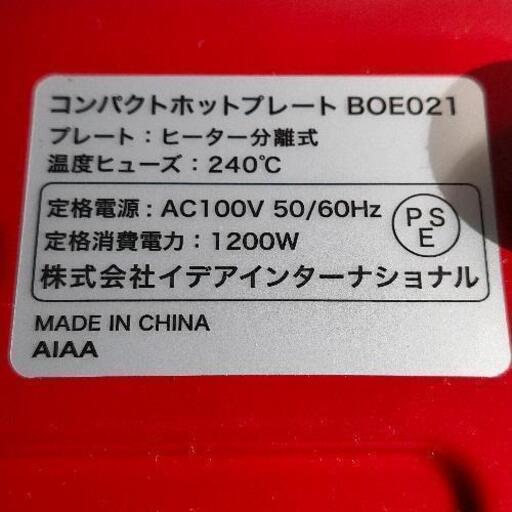 コンパクトホットプレート BOE021
プレート：ヒーター分離式
温度ヒューズ：240℃
定格電源：AC100V 50/60Hz
定格消費電力：1200W
PSE
株式会社イデアインターナショナル
MADE IN CHINA
AIAA